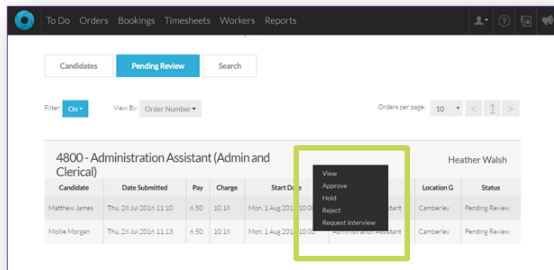 To Do Orders Bookings Timesheets Workers Reports
Candidates Pending Review Search
Filter: On View By: Order Number Orders per page: 10 < 1 >
4800 - Administration Assistant (Admin and Clerical) Heather Walsh
Candidate Date Submitted Pay Charge Start Date Location G Status
Matthew James Thu, 28 Jul 2016 11:10 6.50 10.18 Mon, 1 Aug 2016 10:00 Camberley Pending Review
Mollie Morgan Thu, 28 Jul 2016 11:13 6.50 10.18 Mon, 1 Aug 2016 10:00 Administration Assistant Camberley Pending Review
View
Approve
Hold
Reject
Request Interview